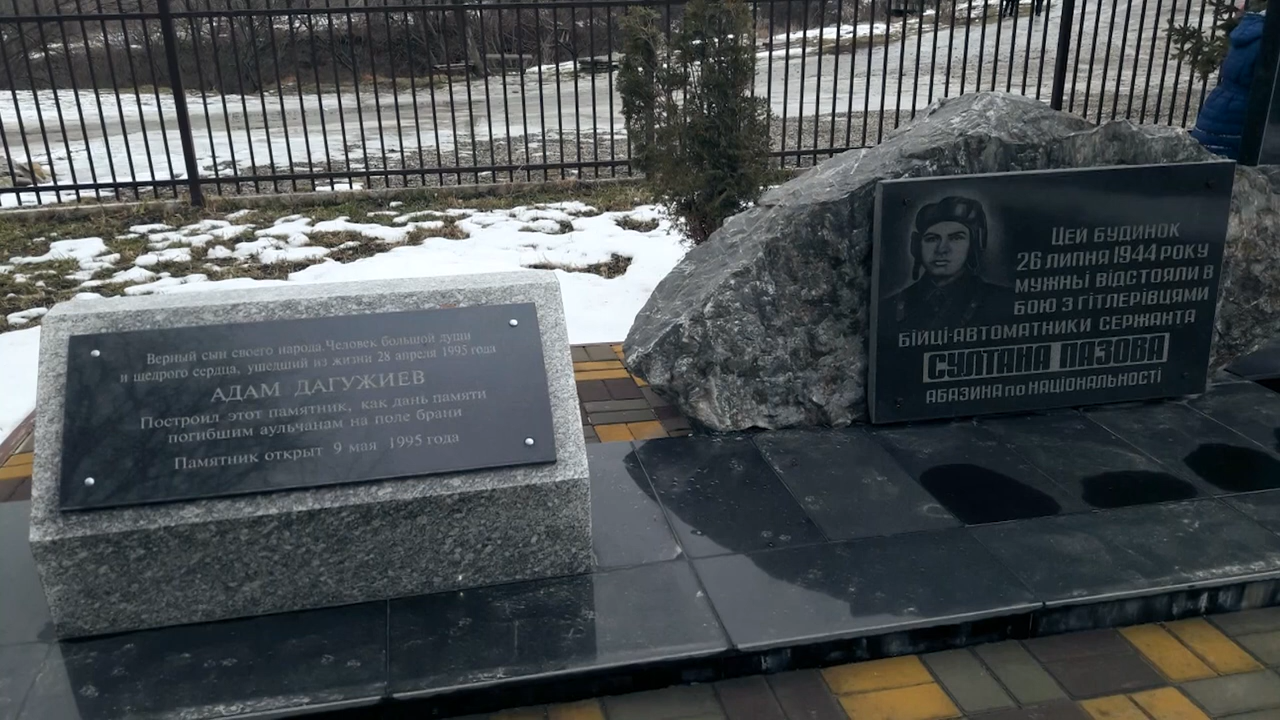 Верный сын своего народа. Человек большой души
и щедрого сердца, ушедший из жизни 28 апреля 1995 года
АДАМ ДАГУЖИЕВ
Построил этот памятник, как дань памяти
погибшим аульчанам на поле брани
Памятник открыт 9 мая 1995 года
ЦЕЙ БУДИНОК
26 ЛИПНЯ 1944 РОКУ
МУЖНЬО ВІДСТОЯЛИ В
БОЮ З ГІТЛЕРІВЦЯМИ
БІЙЦІ-АВТОМАТНИКИ СЕРЖАНТА
СУЛТАНА ПАЗОВА
АБАЗИНА ПО НАЦІОНАЛЬНОСТІ